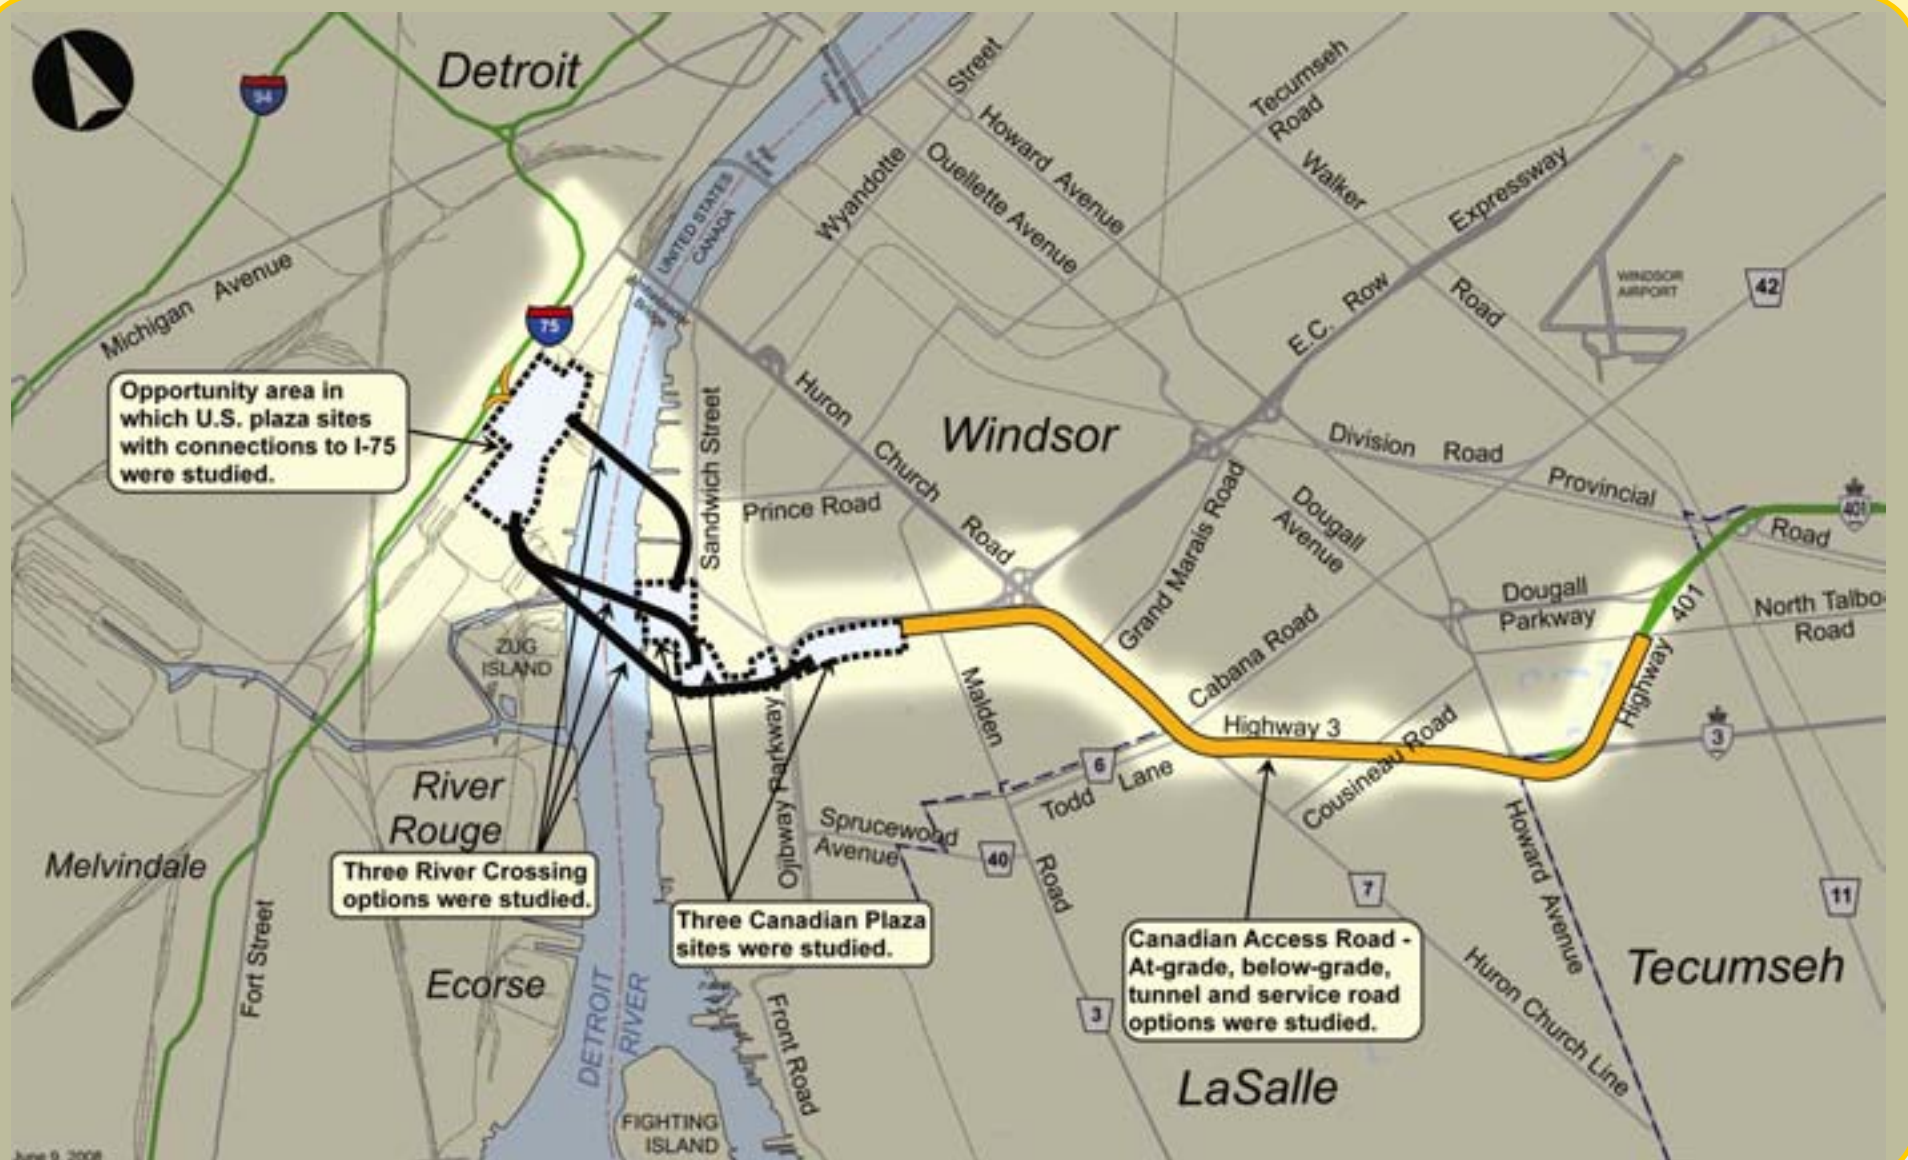 Detroit
94
Street
Tecumseh
Road
Howard Avenue
Ouellette Avenue
Wyandotte
Walker
Road
Expressway
E.C. Row
UNITED STATES
CANADA
WINDSOR
AIRPORT
42
Michigan Avenue
75
Bridge
Opportunity area in
which U.S. plaza sites
with connections to I-75
were studied.
Huron
Church
Road
Sandwich Street
Windsor
Division Road
Provincial
Road
401
Prince Road
Grand Marais Road
Dougall
Avenue
Dougall
Parkway
Highway 401
North Talbo
Road
ZUG
ISLAND
Cabana Road
Malden
Road
Highway 3
3
Cousineau Road
6
Todd Lane
River
Rouge
Ojibway Parkway
Sprucewood
Avenue
40
Melvindale
Three River Crossing
options were studied.
Three Canadian Plaza
sites were studied.
7
11
Howard Avenue
Canadian Access Road -
At-grade, below-grade,
tunnel and service road
options were studied.
Fort Street
Ecorse
DETROIT
RIVER
Front Road
3
Huron Church Line
Tecumseh
LaSalle
FIGHTING
ISLAND
June 9, 2008